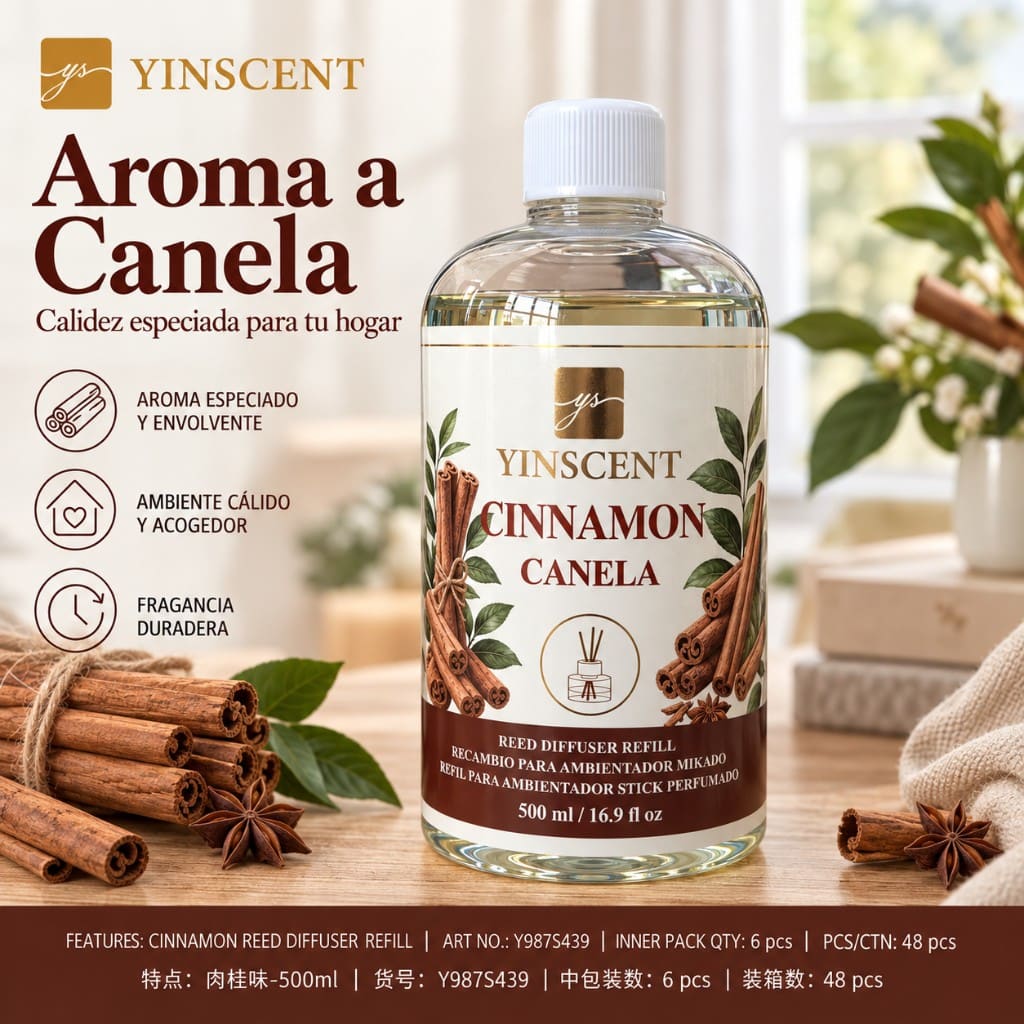 ys YINSCENT
Aroma a
Canela
Calidez especiada para tu hogar
AROMA ESPECIADO
Y ENVOLVENTE
AMBIENTE CÁLIDO
Y ACOGEDOR
FRAGANCIA
DURADERA
ys
YINSCENT
CINNAMON
CANELA
REED DIFFUSER REFILL
RECAMBIO PARA AMBIENTADOR MIKADO
REFIL PARA AMBIENTADOR STICK PERFUMADO
500 ml / 16.9 fl oz
FEATURES: CINNAMON REED DIFFUSER REFILL | ART NO.: Y987S439 | INNER PACK QTY: 6 pcs | PCS/CTN: 48 pcs
特点：肉桂味-500ml | 货号：Y987S439 | 中包装数：6 pcs | 装箱数：48 pcs